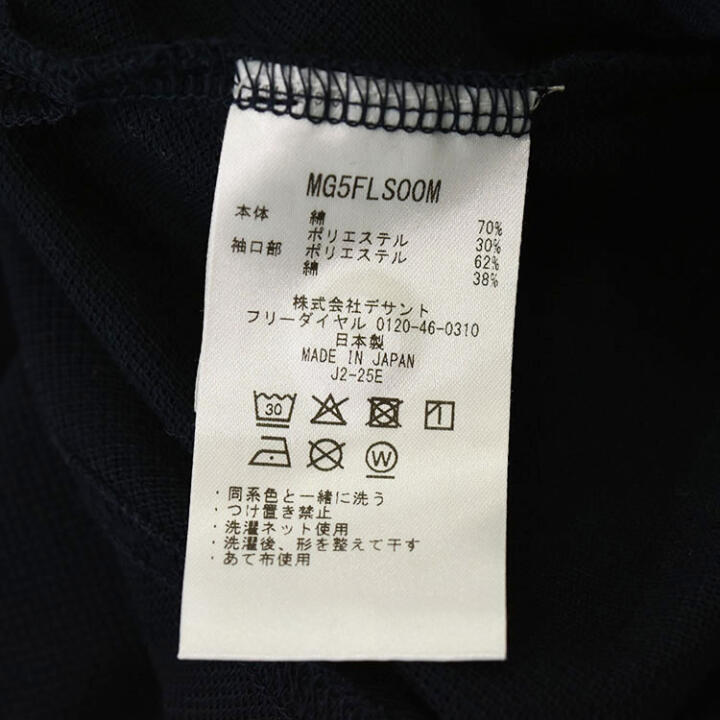 MG5FLS00M
本体 綿 70%
ポリエステル 30%
袖口部 ポリエステル 62%
綿 38%
株式会社デサント
フリーダイヤル 0120-46-0310
日本製
MADE IN JAPAN
J2-25E
30
W
・同系色と一緒に洗う
・つけ置き禁止
・洗濯ネット使用
・洗濯後、形を整えて干す
・あて布使用